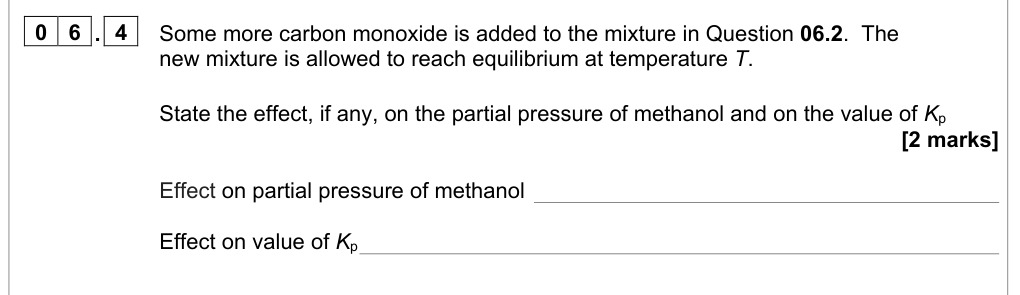 0 6 . 4 Some more carbon monoxide is added to the mixture in Question 06.2. The
new mixture is allowed to reach equilibrium at temperature T.
State the effect, if any, on the partial pressure of methanol and on the value of Kp
[2 marks]
Effect on partial pressure of methanol
Effect on value of Kp